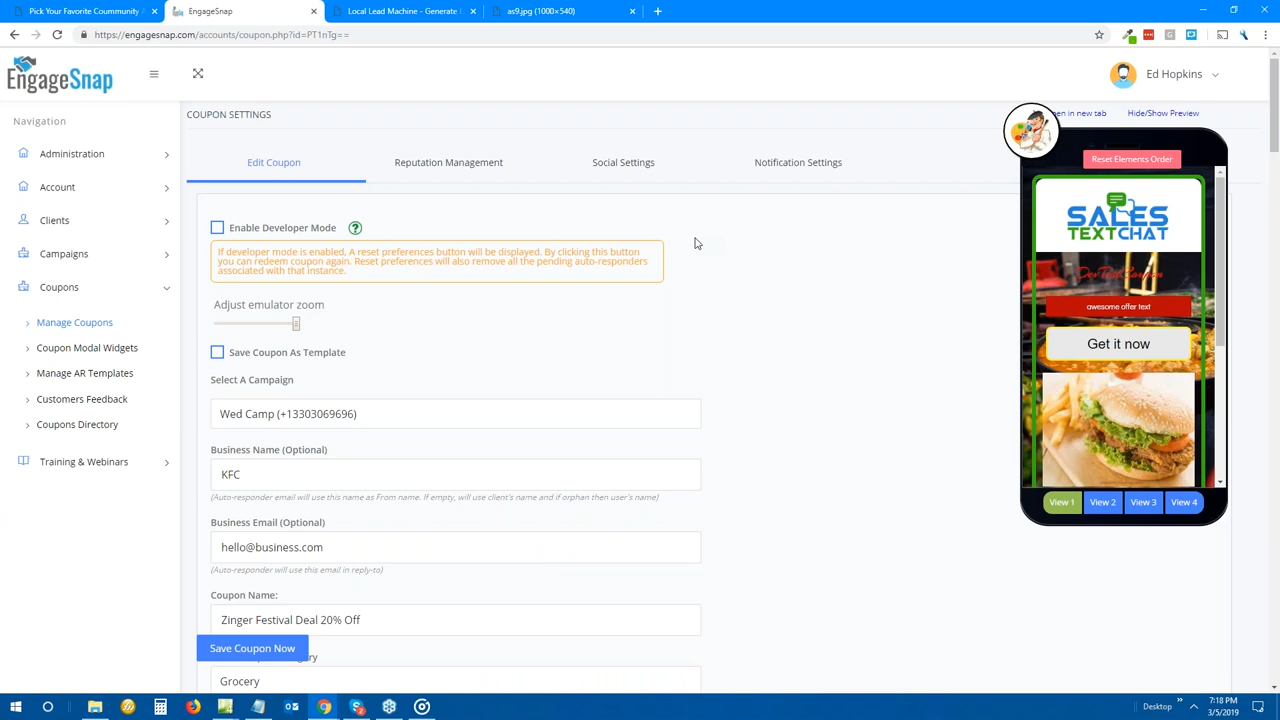 Pick Your Favorite Coummunity A
EngageSnap
Local Lead Machine - Generate L
as9.jpg (1000×540)
https://engagesnap.com/accounts/coupon.php?id=PT1nTg==
EngageSnap
Ed Hopkins
Navigation
Administration
Account
Clients
Campaigns
Coupons
Manage Coupons
Coupon Modal Widgets
Manage AR Templates
Customers Feedback
Coupons Directory
Training & Webinars
COUPON SETTINGS
en in new tab
Hide/Show Preview
Edit Coupon
Reputation Management
Social Settings
Notification Settings
Enable Developer Mode
?
If developer mode is enabled, A reset preferences button will be displayed. By clicking this button
you can redeem coupon again. Reset preferences will also remove all the pending auto-responders
associated with that instance.
Adjust emulator zoom
Save Coupon As Template
Select A Campaign
Wed Camp (+13303069696)
Business Name (Optional)
KFC
(Auto-responder email will use this name as From name. If empty, will use client's name and if orphan then user's name)
Business Email (Optional)
hello@business.com
(Auto-responder will use this email in reply-to)
Coupon Name:
Zinger Festival Deal 20% Off
Save Coupon Now
Grocery
Reset Elements Order
SALES
TEXTCHAT
awesome offer text
Get it now
View 1
View 2
View 3
View 4
Desktop
7:18 PM
3/5/2019